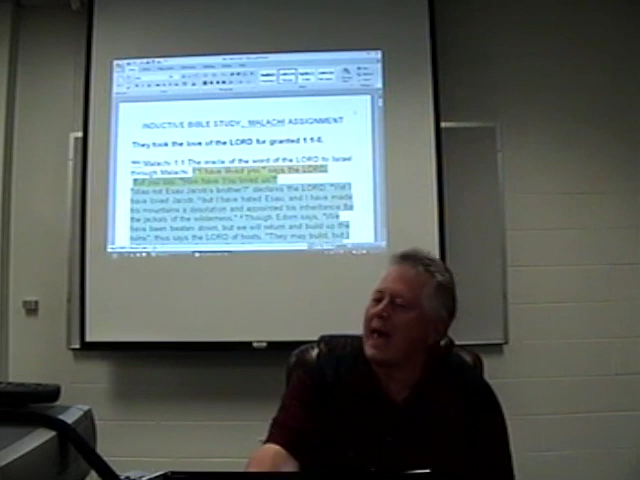 INDUCTIVE BIBLE STUDY, MALACHI ASSIGNMENT
They took the love of the LORD for granted 1:1-5.
Malachi 1:1 The oracle of the word of the LORD to Israel
through Malachi. "I have loved you," says the LORD.
But you say, "How have You loved us?"
"Was not Esau Jacob's brother?" declares the LORD. "Yet I
have loved Jacob; but I have hated Esau, and I have made
his mountains a desolation and appointed his inheritance for
the jackals of the wilderness." Though Edom says, "We
have been beaten down, but we will return and build up the
ruins"; thus says the LORD of hosts, "They may build, but I